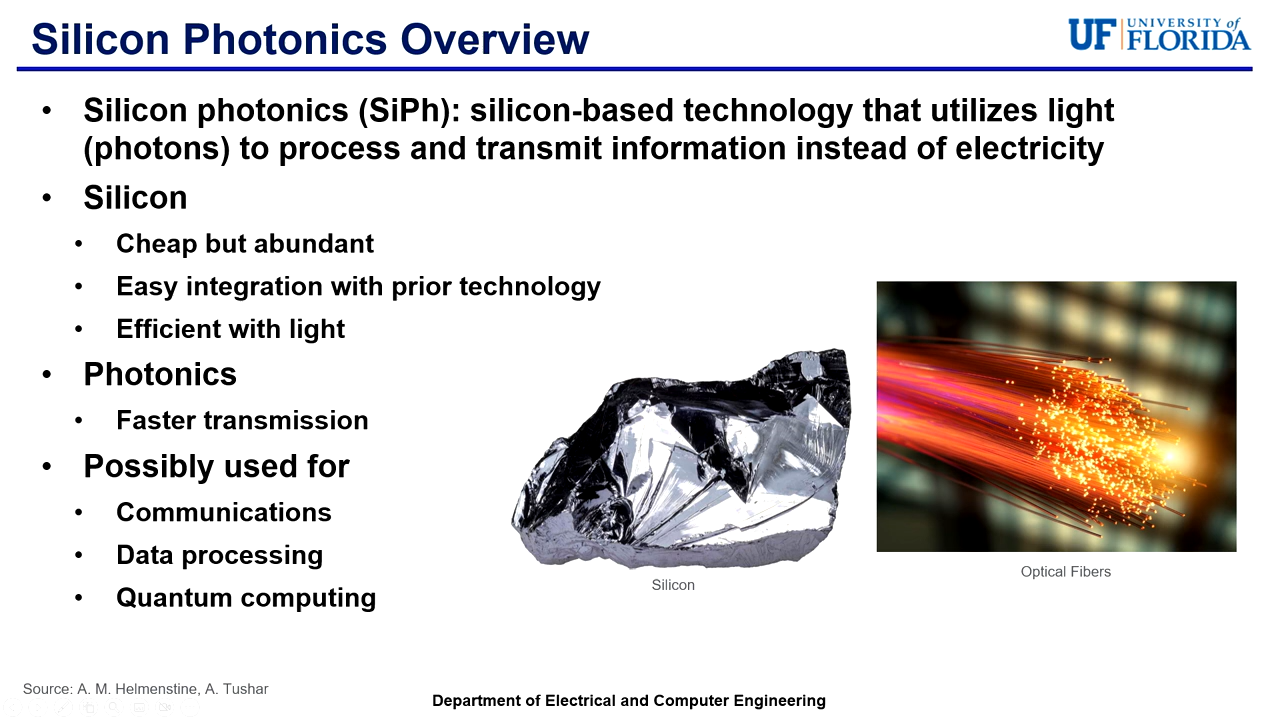 Silicon Photonics Overview
UF UNIVERSITY of
FLORIDA
• Silicon photonics (SiPh): silicon-based technology that utilizes light
(photons) to process and transmit information instead of electricity
• Silicon
• Cheap but abundant
• Easy integration with prior technology
• Efficient with light
• Photonics
• Faster transmission
• Possibly used for
• Communications
• Data processing
• Quantum computing
Silicon
Optical Fibers
Source: A. M. Helmenstine, A. Tushar
Department of Electrical and Computer Engineering